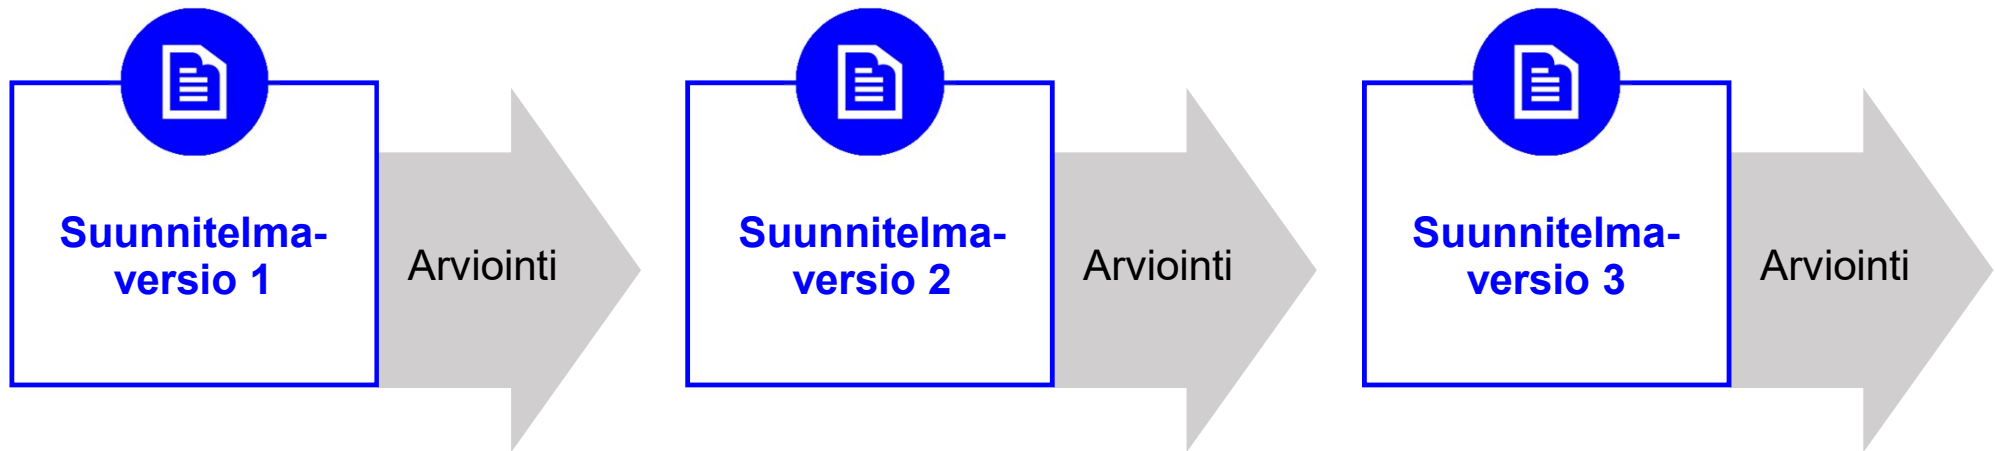 Suunnitelma-
versio 1
Arviointi
Suunnitelma-
versio 2
Arviointi
Suunnitelma-
versio 3
Arviointi